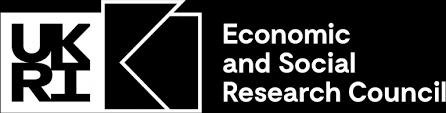 UK
RI
Economic
and Social
Research Council